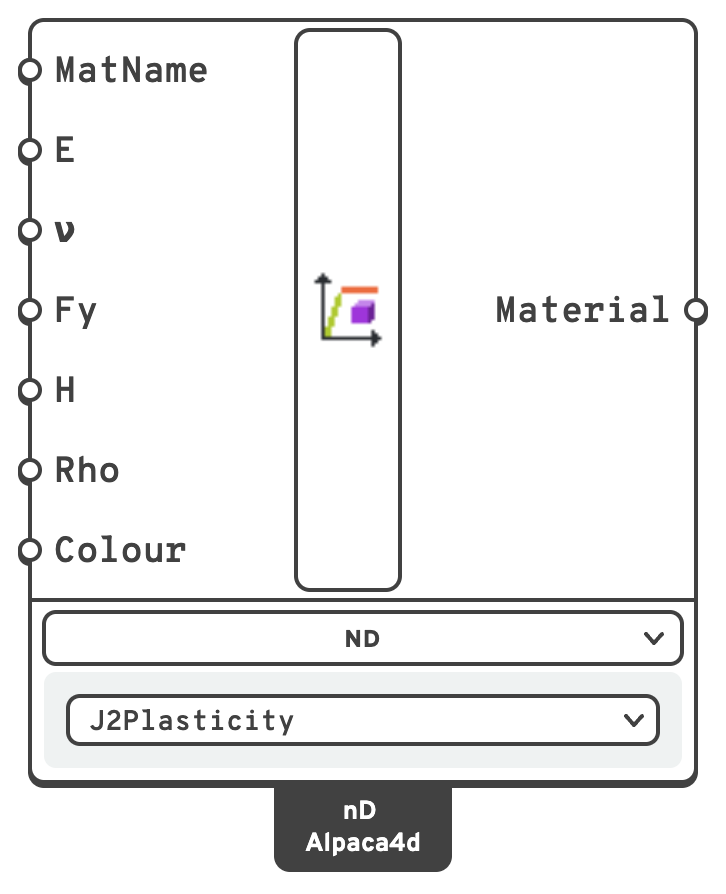 MatName
E
ν
Fy
H
Rho
Colour
Material
ND
J2Plasticity
nD
Alpaca4d